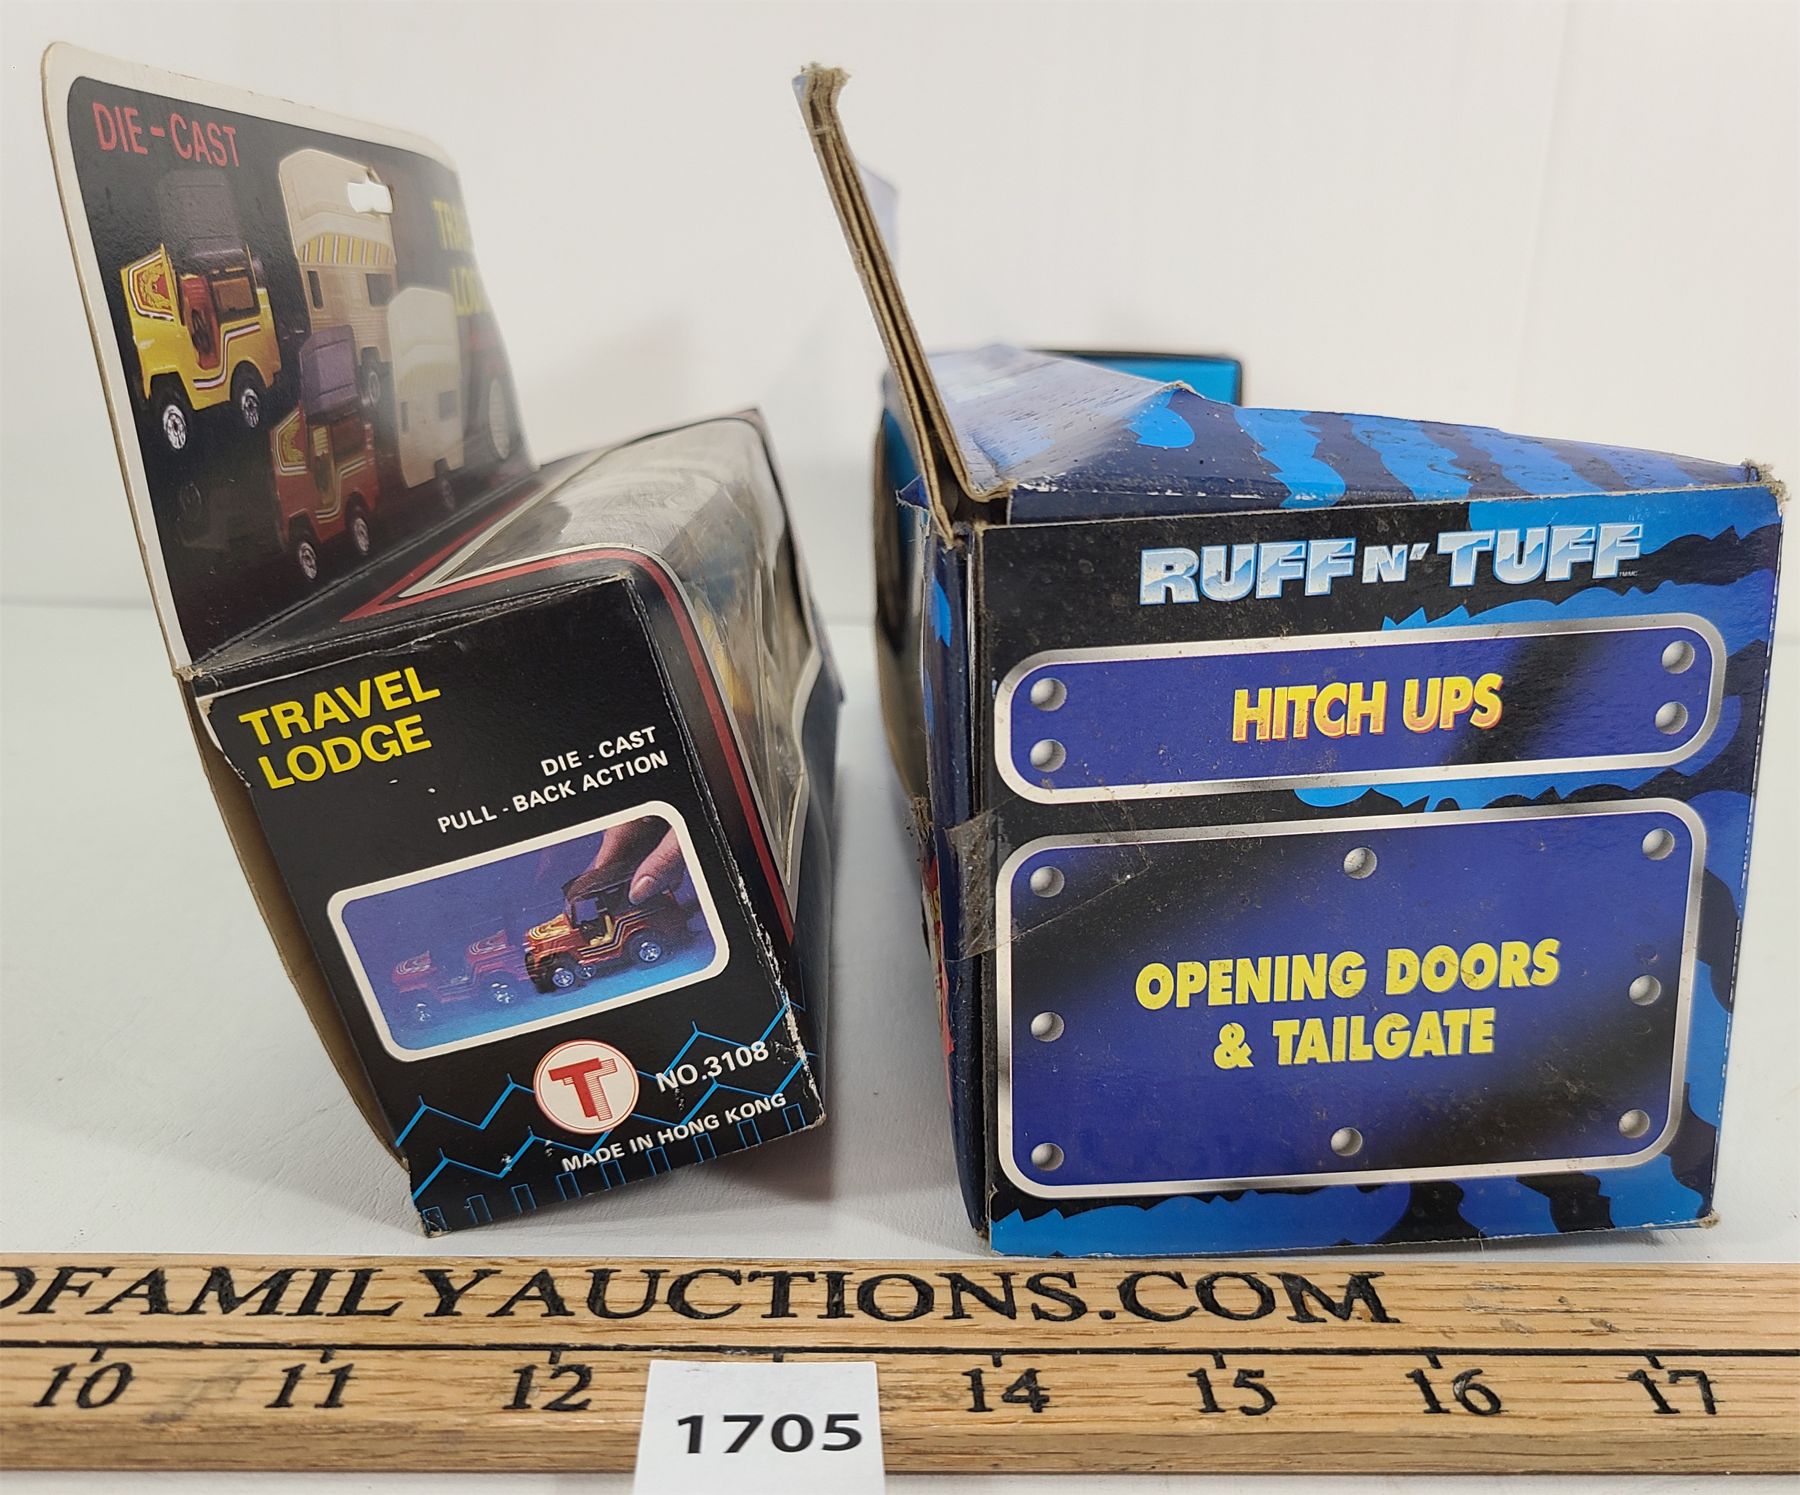 DIE-CAST
TRAVEL
LODGE
DIE - CAST
PULL - BACK ACTION
T
NO.3108
MADE IN HONG KONG
RUFF N' TUFF
HITCH UPS
OPENING DOORS
& TAILGATE
FAMILYAUCTIONS.COM
10 11 12 14 15 16 17
1705